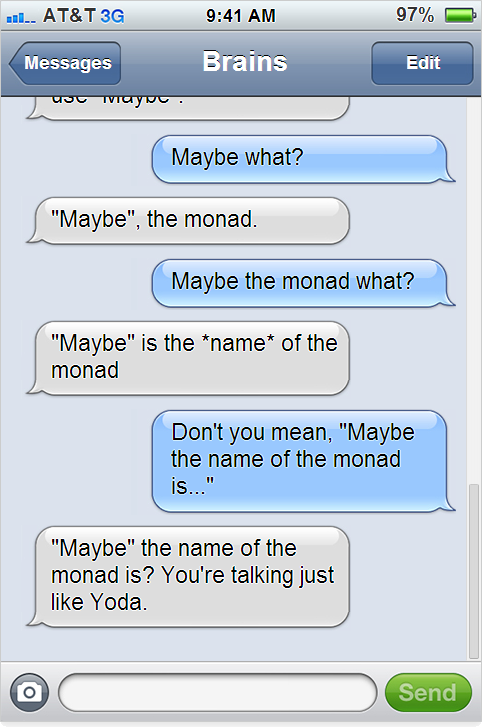 AT&T 3G 9:41 AM 97%
Messages Brains Edit
use "Maybe".
Maybe what?
"Maybe", the monad.
Maybe the monad what?
"Maybe" is the *name* of the
monad
Don't you mean, "Maybe
the name of the monad
is..."
"Maybe" the name of the
monad is? You're talking just
like Yoda.
Send